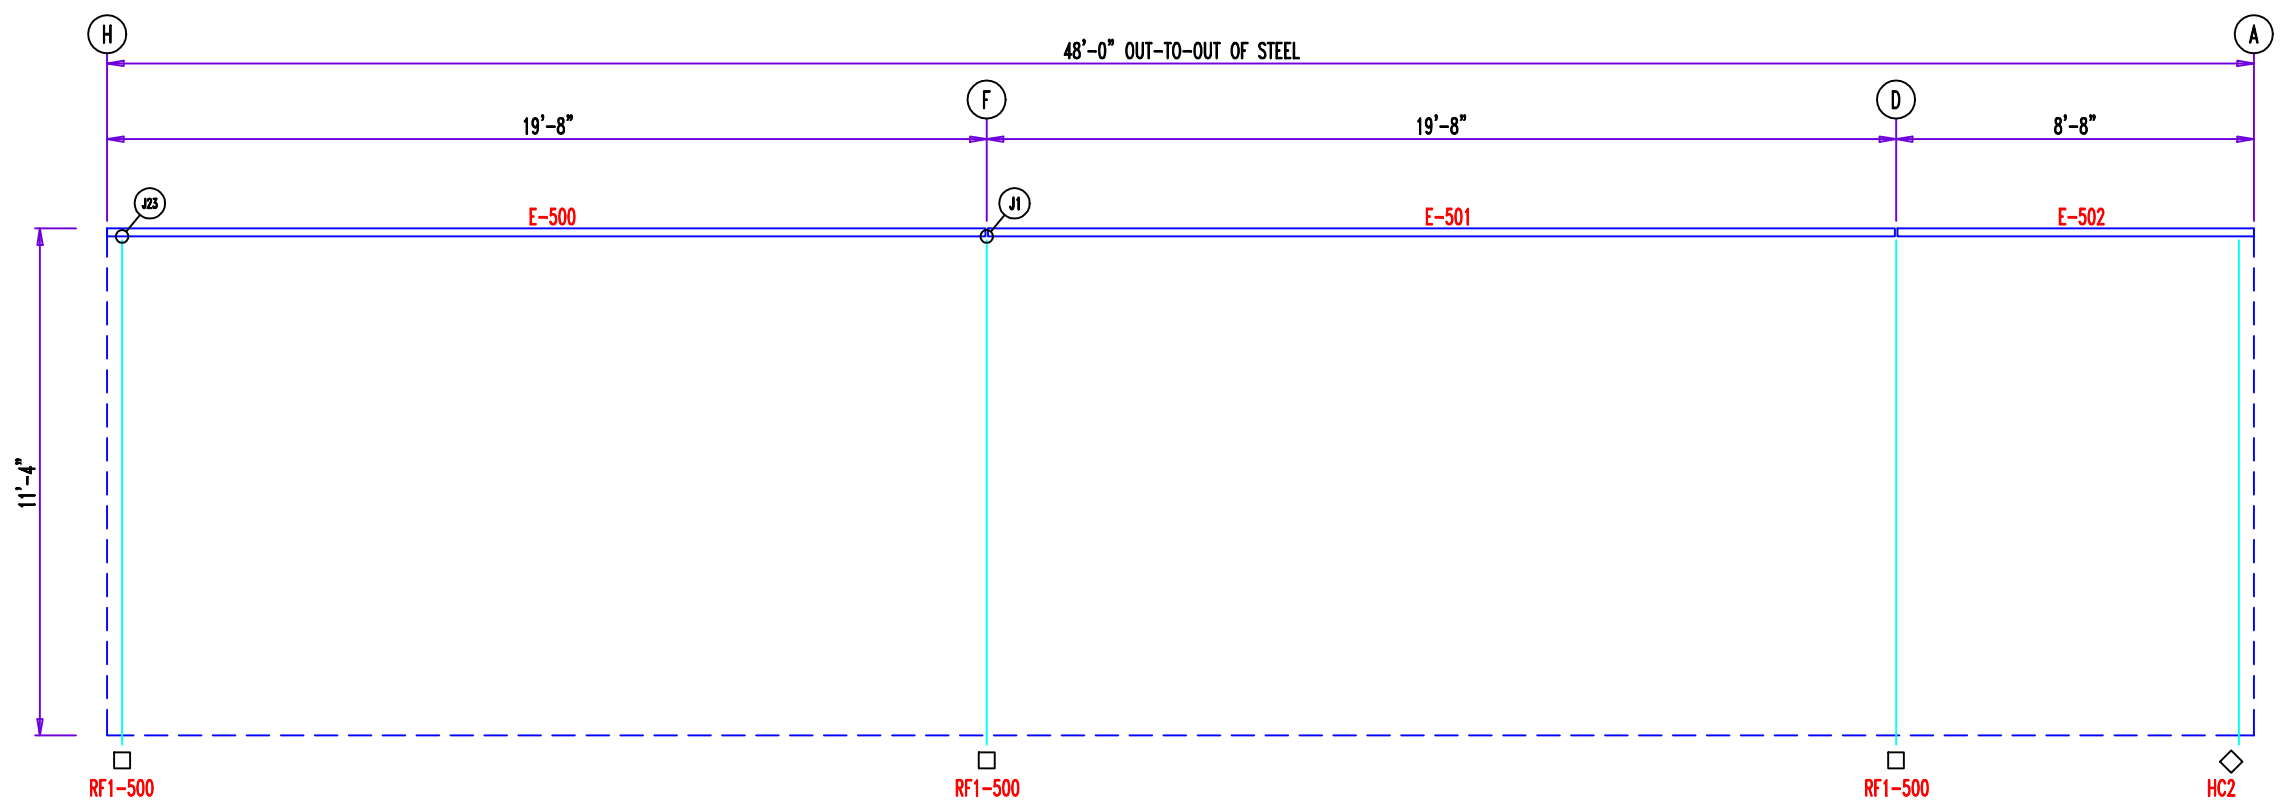 H A
48'-0" OUT-TO-OUT OF STEEL
F D
19'-8" 19'-8" 8'-8"
J23 J1
E-500 E-501 E-502
11'-4"
RF1-500 RF1-500 RF1-500 HC2